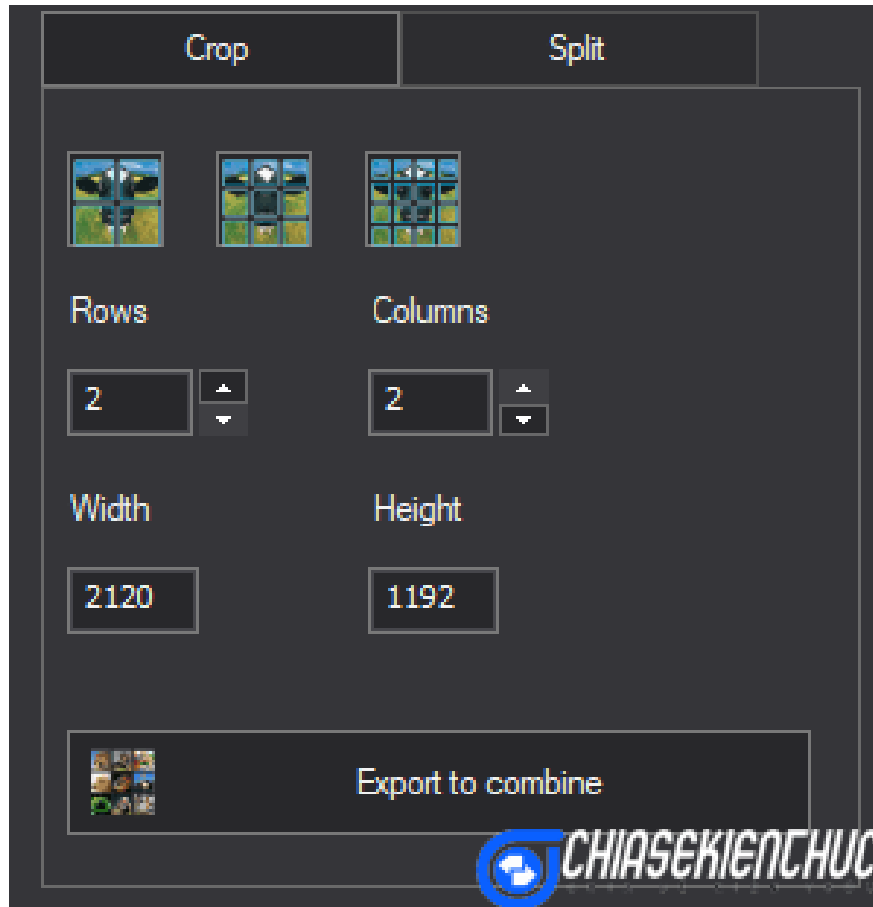 Crop Split
Rows Columns
2 2
Width Height
2120 1192
Export to combine
CHIASEKIENTHUC